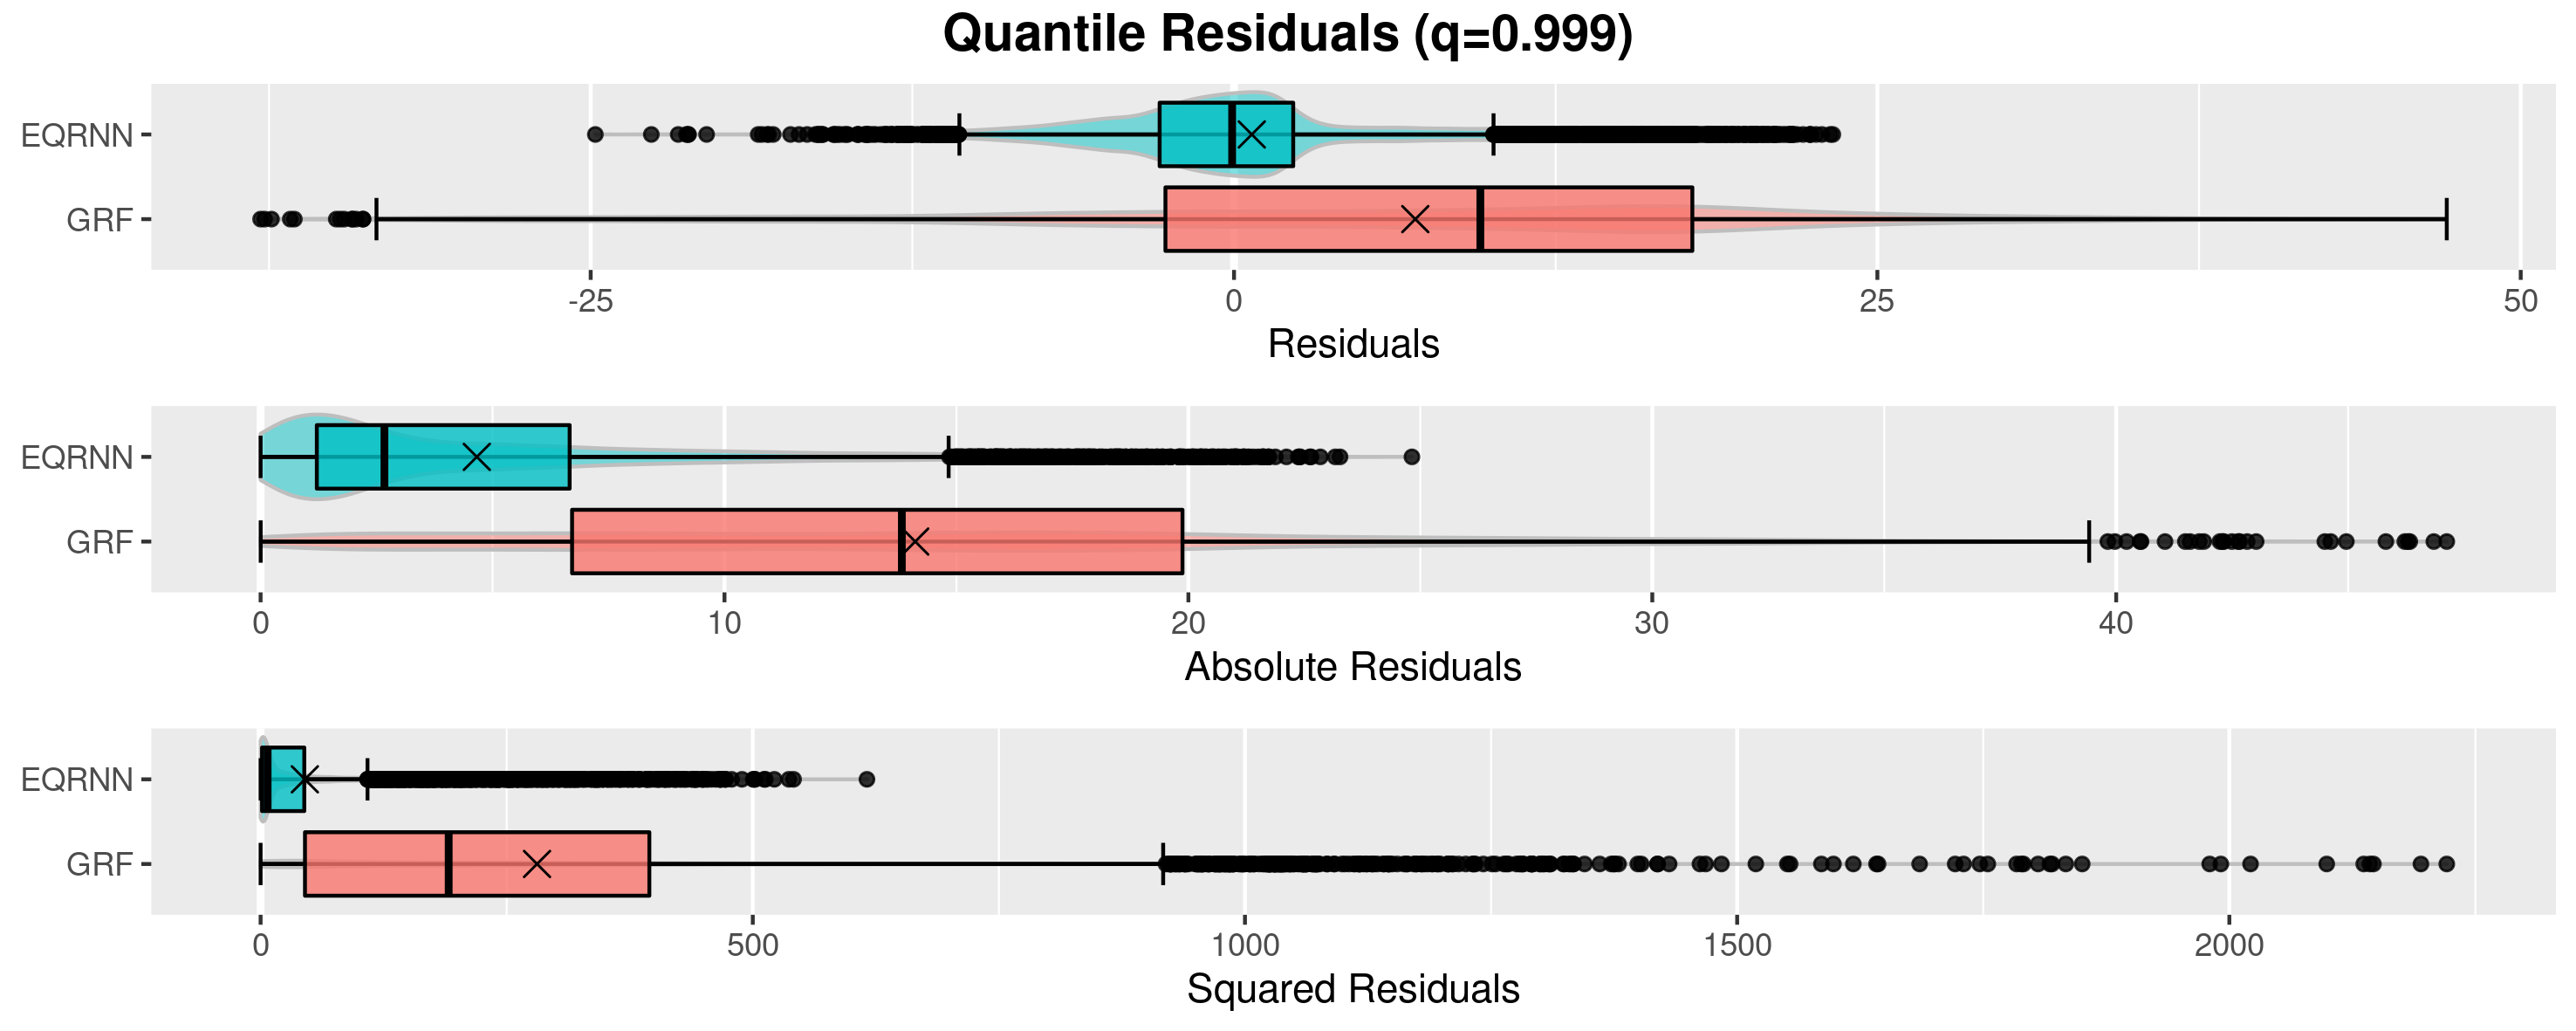 Quantile Residuals (q=0.999)
EQRNN
GRF
-25 0 25 50
Residuals
EQRNN
GRF
0 10 20 30 40
Absolute Residuals
EQRNN
GRF
0 500 1000 1500 2000
Squared Residuals